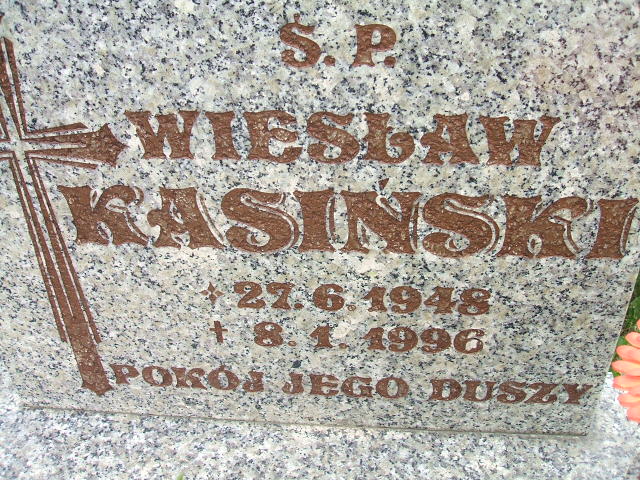 Ś. P.
WIESŁAW
KASIŃSKI
✶ 27. 6. 1948
✝ 8. 1. 1996
POKÓJ JEGO DUSZY